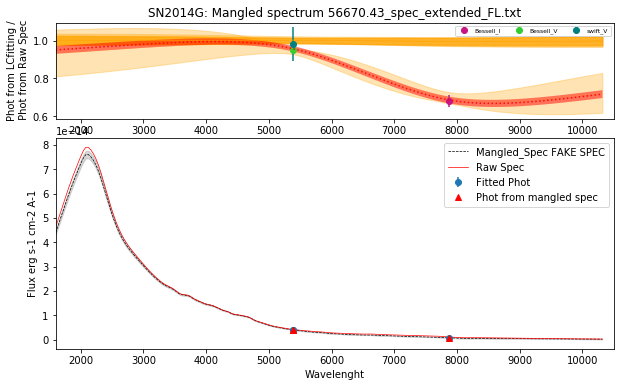 SN2014G: Mangled spectrum 56670.43_spec_extended_FL.txt
Phot from LCfitting /
Phot from Raw Spec
1.0
0.8
0.6
Bessell_I
Bessell_V
swift_V
2000 3000 4000 5000 6000 7000 8000 9000 10000
1e−14
Flux erg s-1 cm-2 A-1
8
7
6
5
4
3
2
1
0
Mangled_Spec FAKE SPEC
Raw Spec
Fitted Phot
Phot from mangled spec
2000 3000 4000 5000 6000 7000 8000 9000 10000
Wavelenght